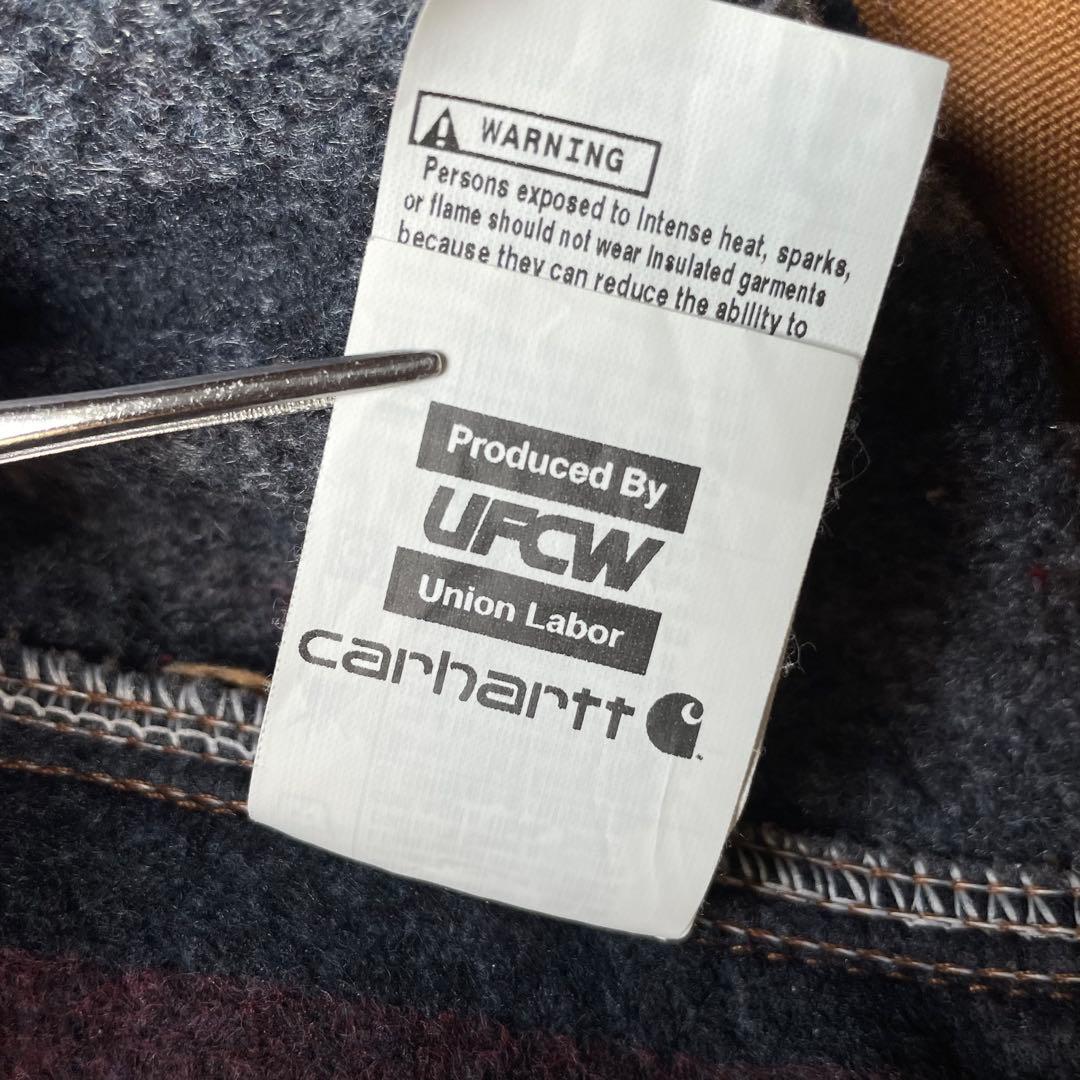 WARNING
Persons exposed to intense heat, sparks,
or flame should not wear insulated garments
because they can reduce the ability to
Produced By
UFCW
Union Labor
carhartt